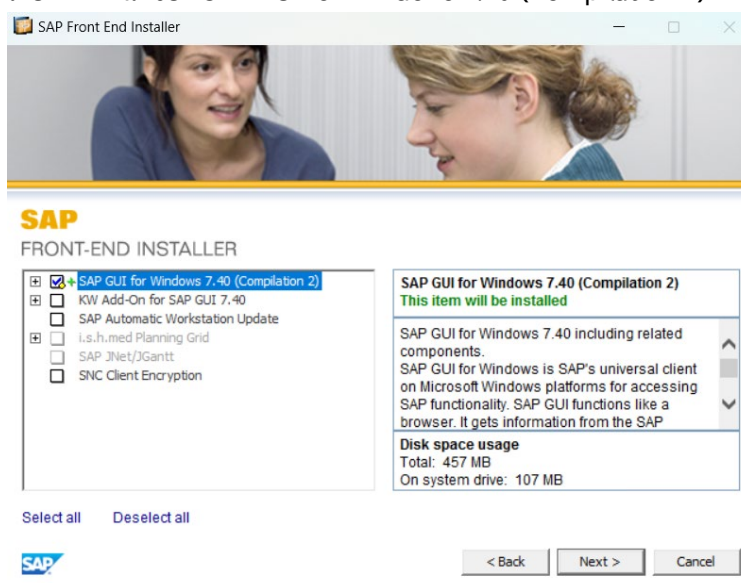 SAP Front End Installer
SAP
FRONT-END INSTALLER
SAP GUI for Windows 7.40 (Compilation 2)
KW Add-On for SAP GUI 7.40
SAP Automatic Workstation Update
i.s.h.med Planning Grid
SAP JNet/JGantt
SNC Client Encryption
SAP GUI for Windows 7.40 (Compilation 2)
This item will be installed
SAP GUI for Windows 7.40 including related
components.
SAP GUI for Windows is SAP's universal client
on Microsoft Windows platforms for accessing
SAP functionality. SAP GUI functions like a
browser. It gets information from the SAP
Disk space usage
Total: 457 MB
On system drive: 107 MB
Select all Deselect all
SAP
< Back Next > Cancel